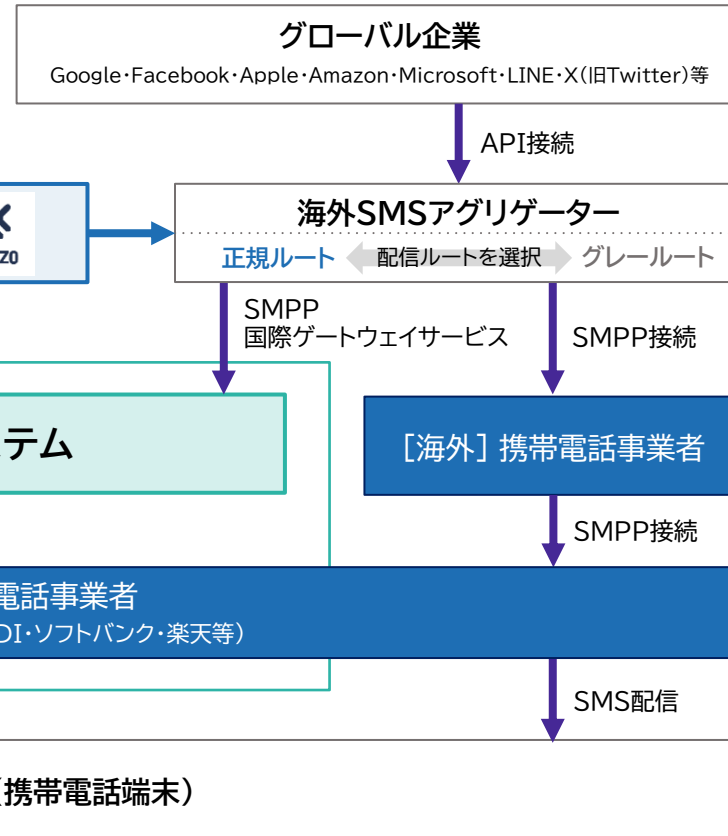 グローバル企業
Google・Facebook・Apple・Amazon・Microsoft・LINE・X(旧Twitter)等
API接続
海外SMSアグリゲーター
正規ルート 配信ルートを選択 グレールート
ZO
SMPP
国際ゲートウェイサービス
SMPP接続
ステム
[海外] 携帯電話事業者
SMPP接続
電話事業者
DI・ソフトバンク・楽天等)
SMS配信
(携帯電話端末)